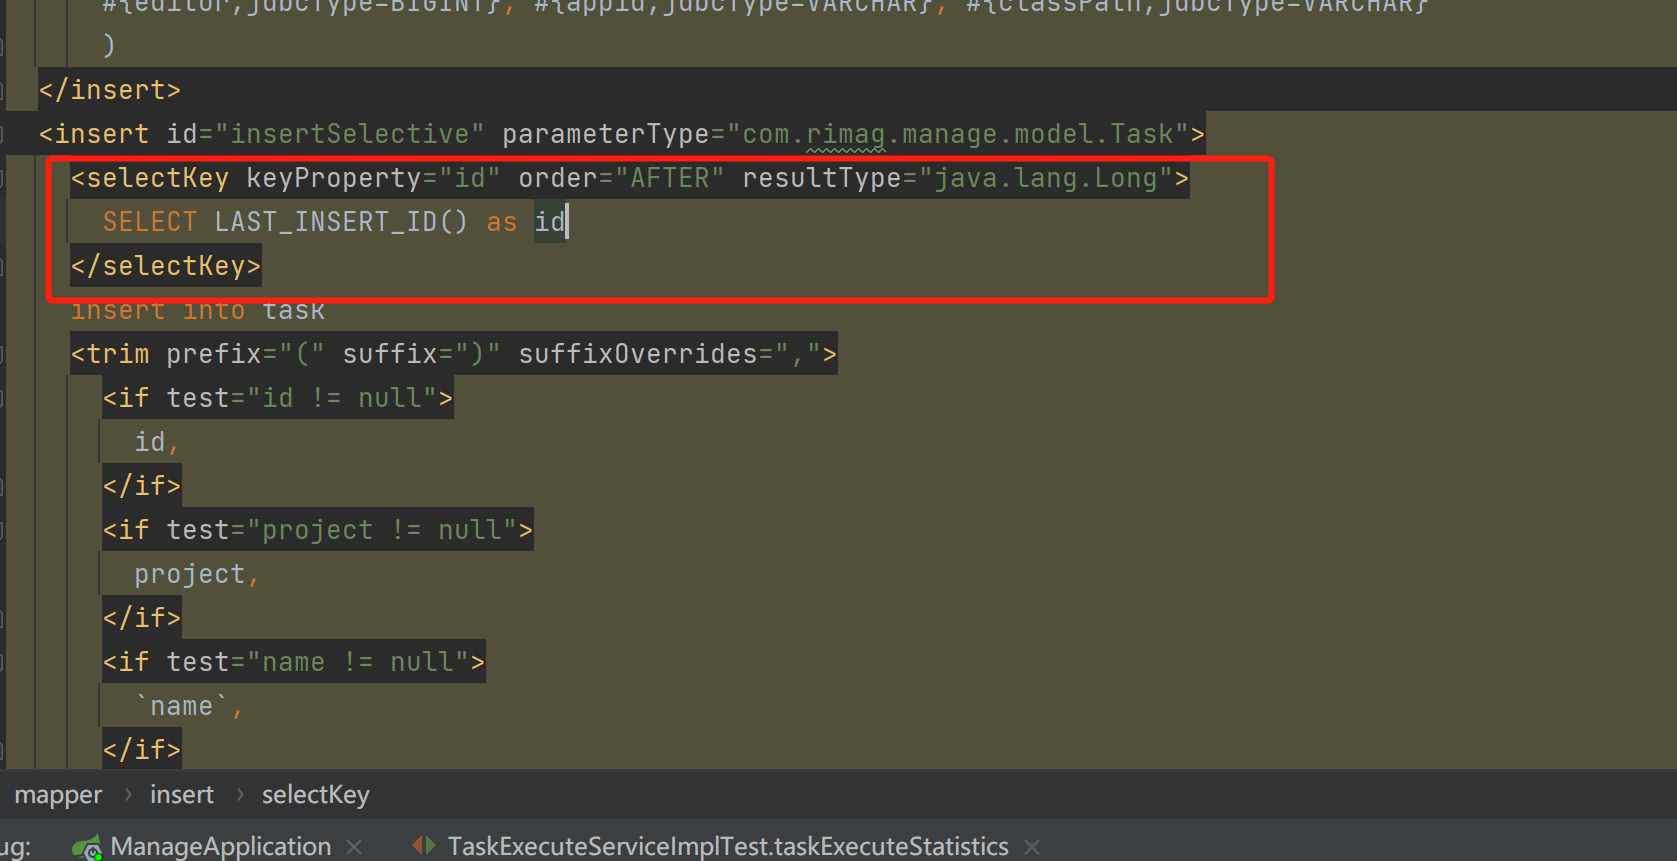 #{editor,jdbcType=BIGINT}, #{appid,jdbcType=VARCHAR}, #{classPath,jdbcType=VARCHAR}
)
</insert>
<insert id="insertSelective" parameterType="com.rimag.manage.model.Task">
<selectKey keyProperty="id" order="AFTER" resultType="java.lang.Long">
SELECT LAST_INSERT_ID() as id
</selectKey>
insert into task
<trim prefix="(" suffix=")" suffixOverrides=",">
<if test="id != null">
id,
</if>
<if test="project != null">
project,
</if>
<if test="name != null">
`name`,
</if>
mapper > insert > selectKey
ug: ManageApplication × TaskExecuteServiceImplTest.taskExecuteStatistics ×